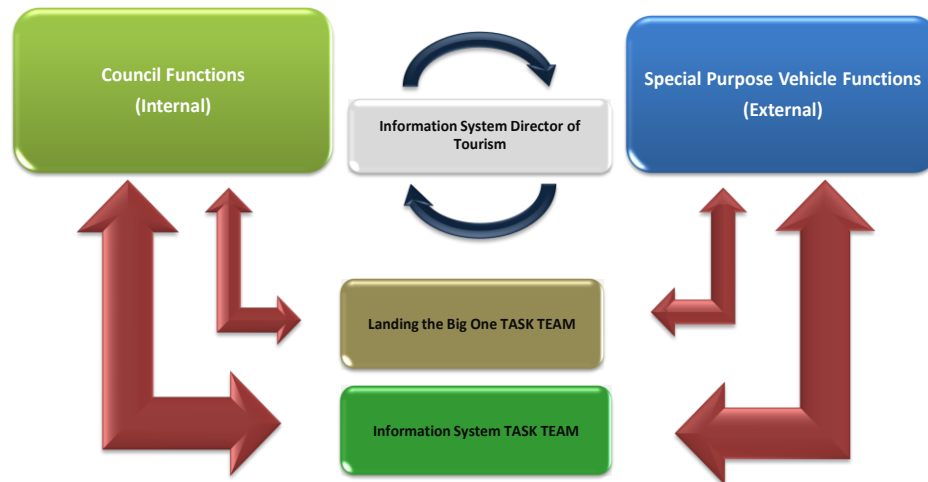 Council Functions
(Internal)
Special Purpose Vehicle Functions
(External)
Information System Director of
Tourism
Landing the Big One TASK TEAM
Information System TASK TEAM